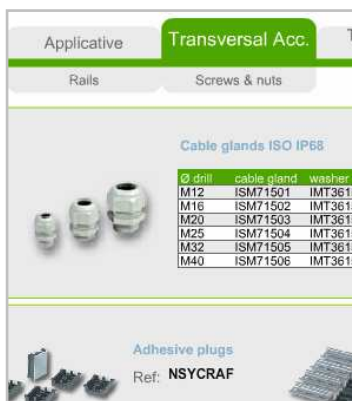 Applicative Transversal Acc.
Rails Screws & nuts
Cable glands ISO IP68
Ø drill cable gland washer
M12 ISM71501
M16 ISM71502
M20 ISM71503
M25 ISM71504
M32 ISM71505
M40 ISM71506
Adhesive plugs
Ref: NSYCRAF